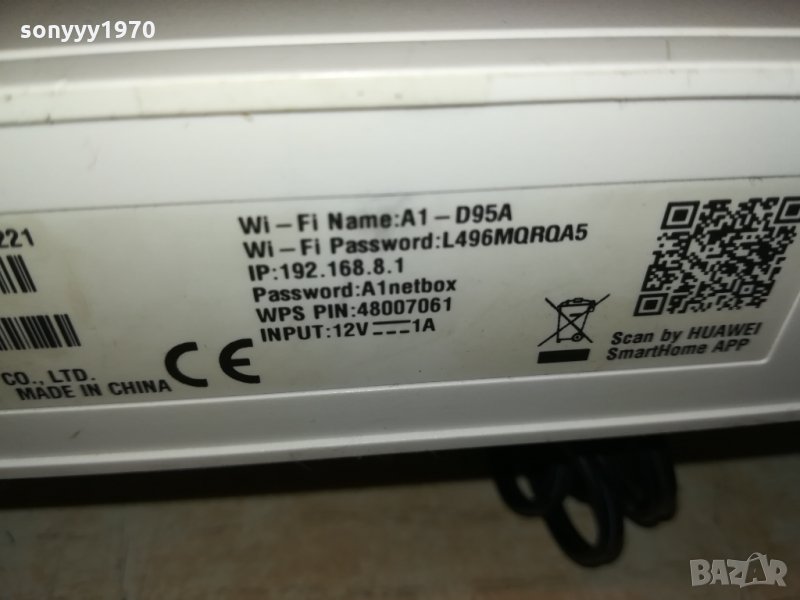 sonyyy1970
221
Wi-Fi Name:A1-D95A
Wi-Fi Password:L496MQRQA5
IP:192.168.8.1
Password:A1netbox
WPS PIN:48007061
INPUT:12V⎓1A
CO., LTD.
MADE IN CHINA
CE
Scan by HUAWEI
SmartHome APP
BAZAR